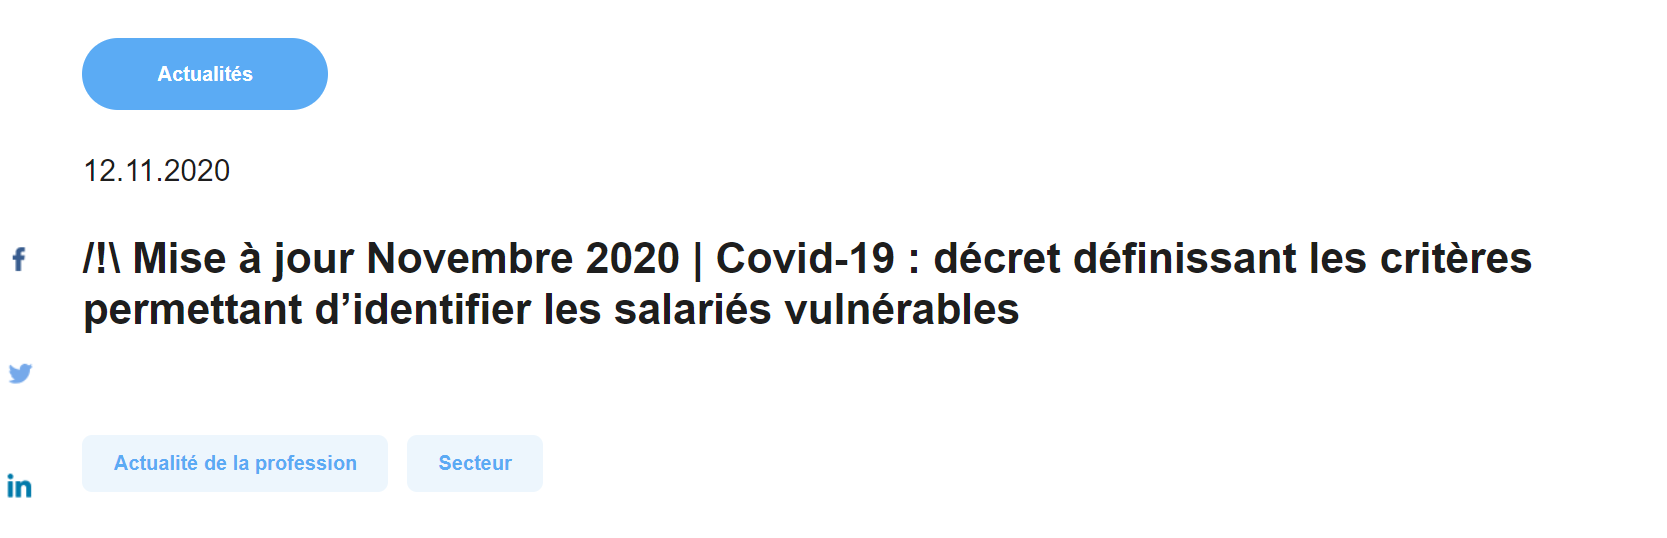 Actualités
12.11.2020
/!\ Mise à jour Novembre 2020 | Covid-19 : décret définissant les critères
permettant d’identifier les salariés vulnérables
Actualité de la profession
Secteur